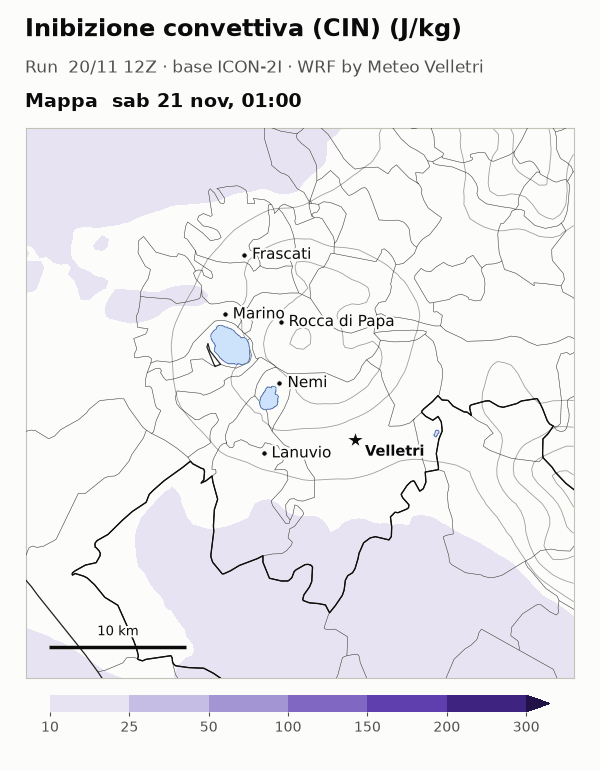 Inibizione convettiva (CIN) (J/kg)
Run  20/11 12Z · base ICON-2I · WRF by Meteo Velletri
Mappa  sab 21 nov, 01:00
Frascati
Marino
Rocca di Papa
Nemi
Velletri
Lanuvio
10 km
10 25 50 100 150 200 300